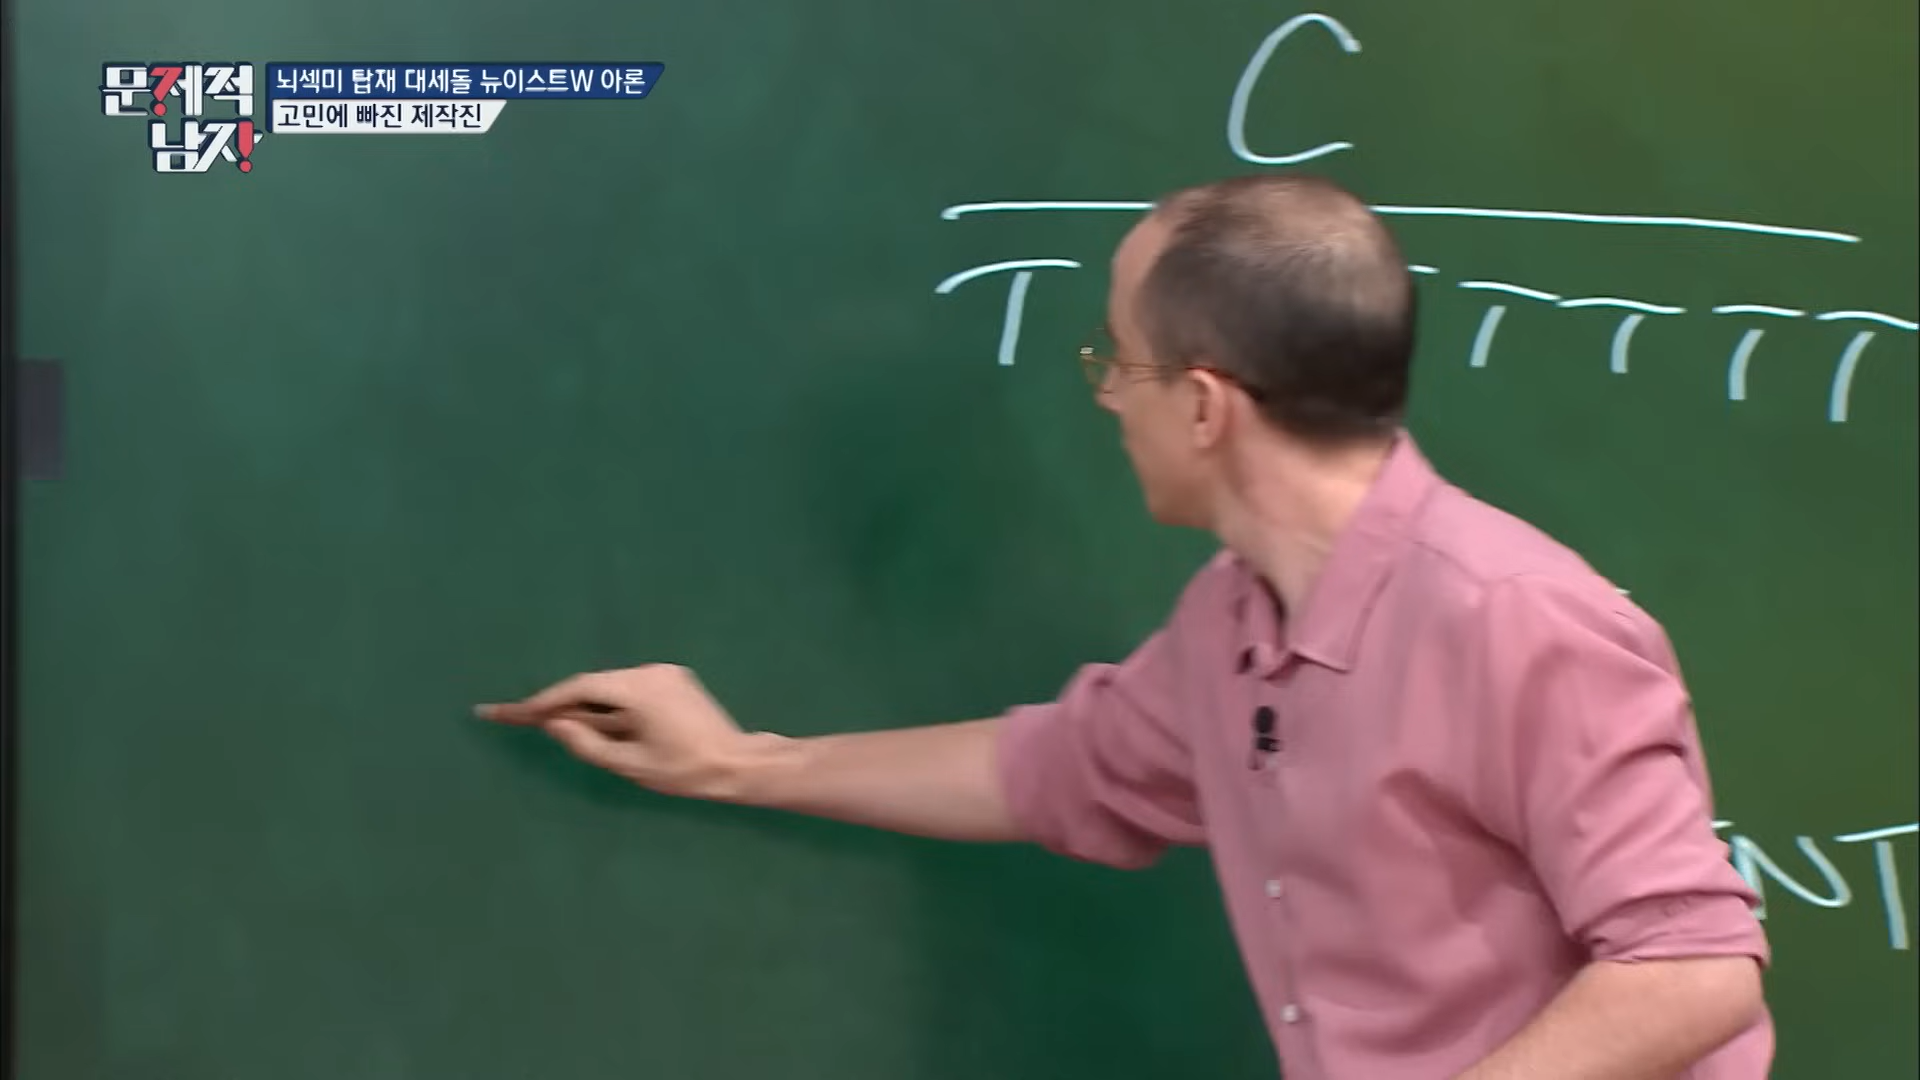 문제적
남자!
뇌섹미 탑재 대세돌 뉴이스트W 아론
고민에 빠진 제작진
C
T T T T T
NT